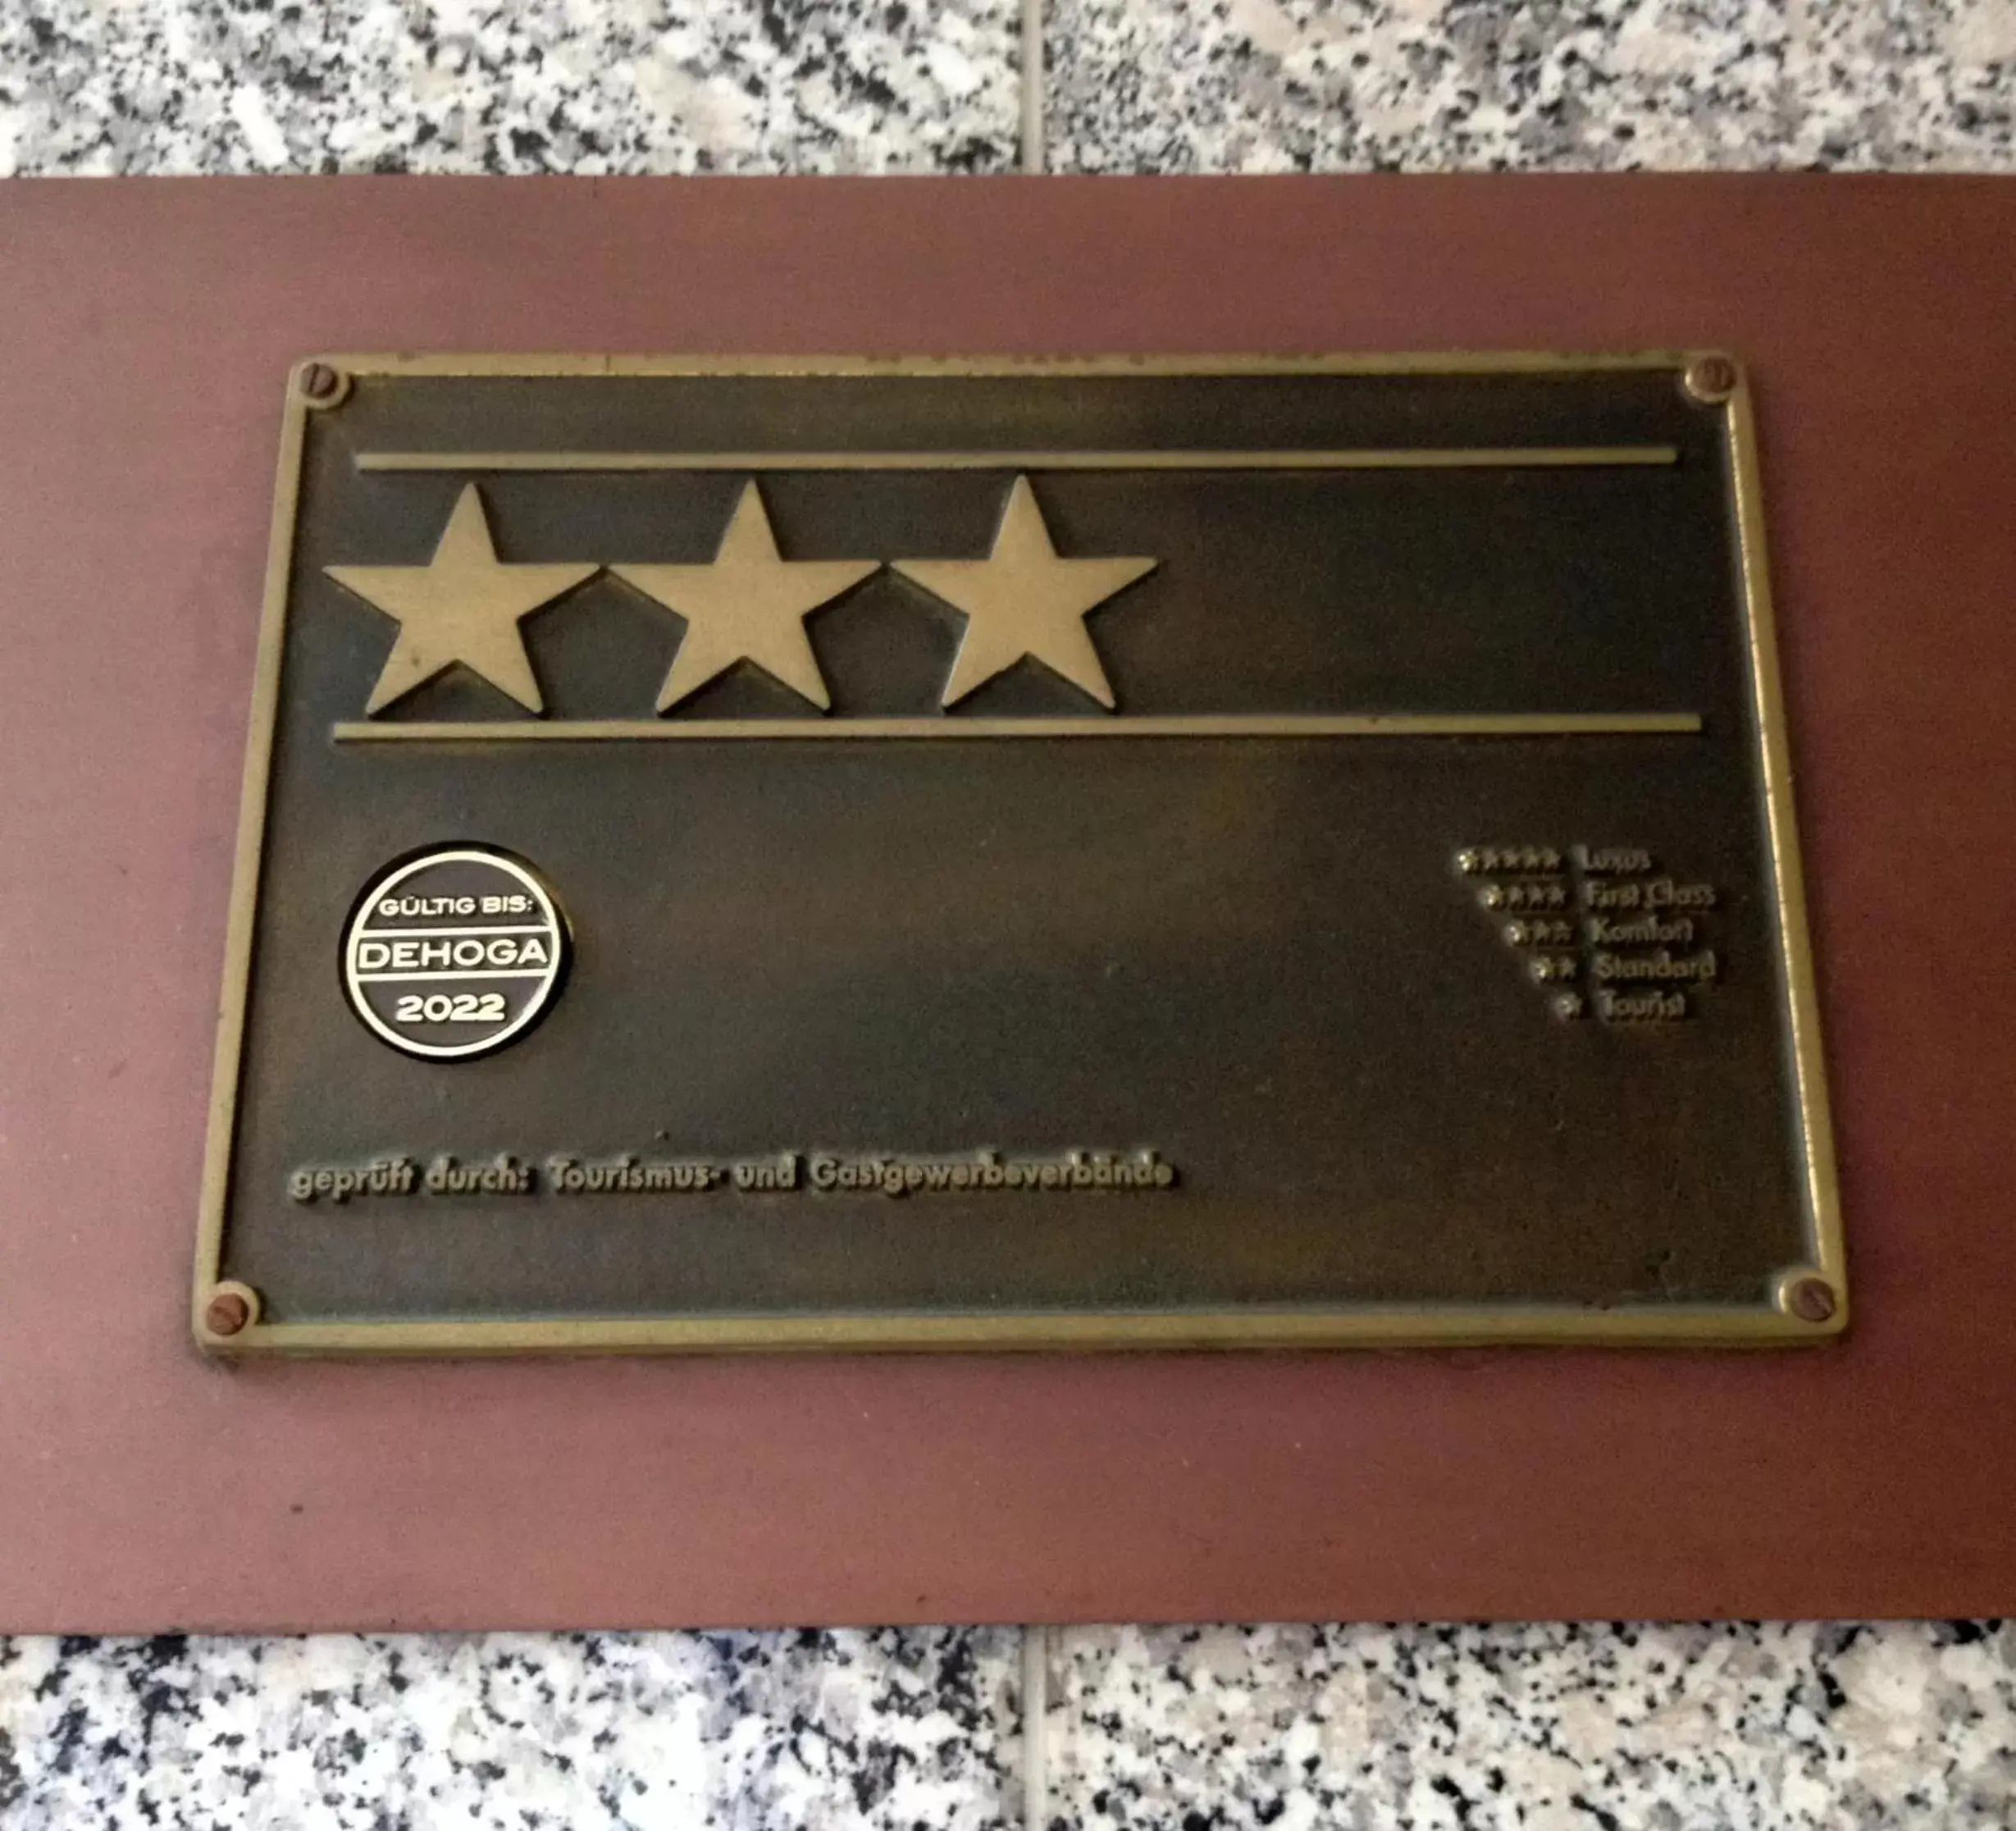 GÜLTIG BIS:
DEHOGA
2022
★★★★★ Luxus
★★★★ First Class
★★★ Komfort
★★ Standard
★ Tourist
geprüft durch: Tourismus- und Gastgewerbeverbände